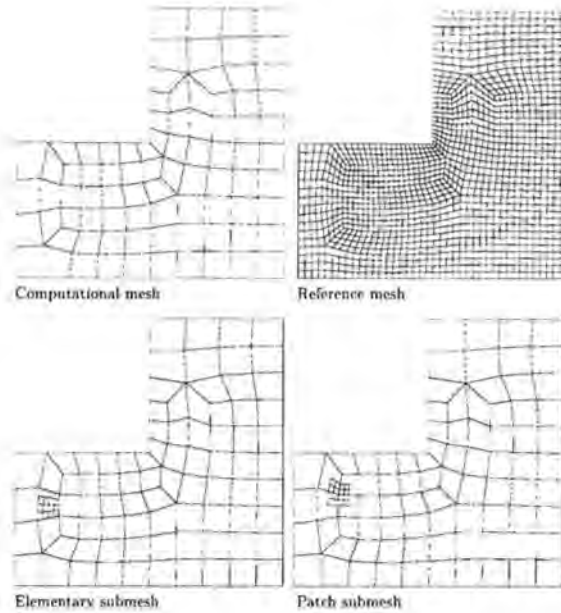 Computational mesh
Reference mesh
Elementary submesh
Patch submesh